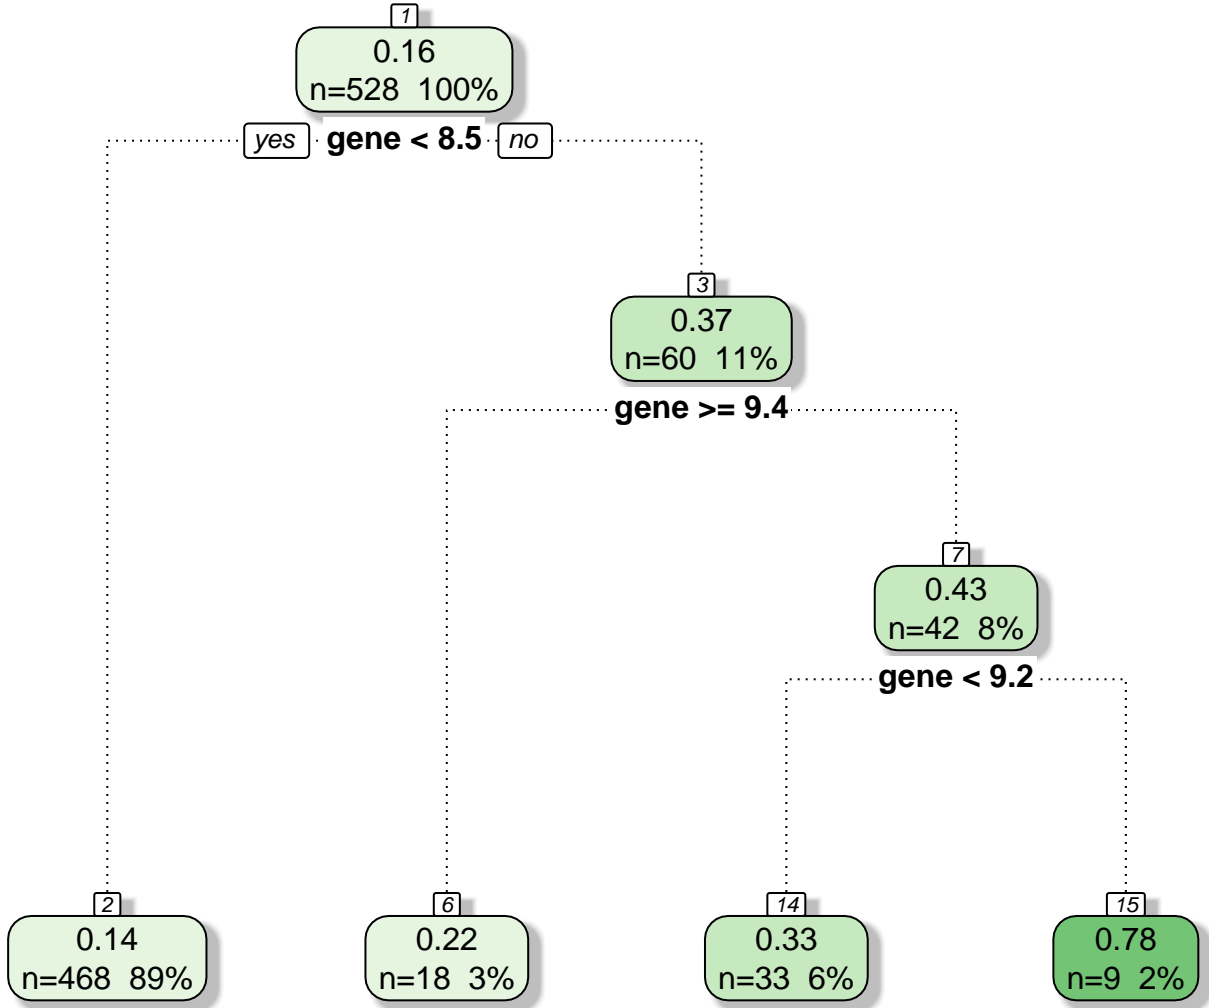 1
0.16
n=528 100%
yes gene < 8.5 no
3
0.37
n=60 11%
gene >= 9.4
7
0.43
n=42 8%
gene < 9.2
2
0.14
n=468 89%
6
0.22
n=18 3%
14
0.33
n=33 6%
15
0.78
n=9 2%